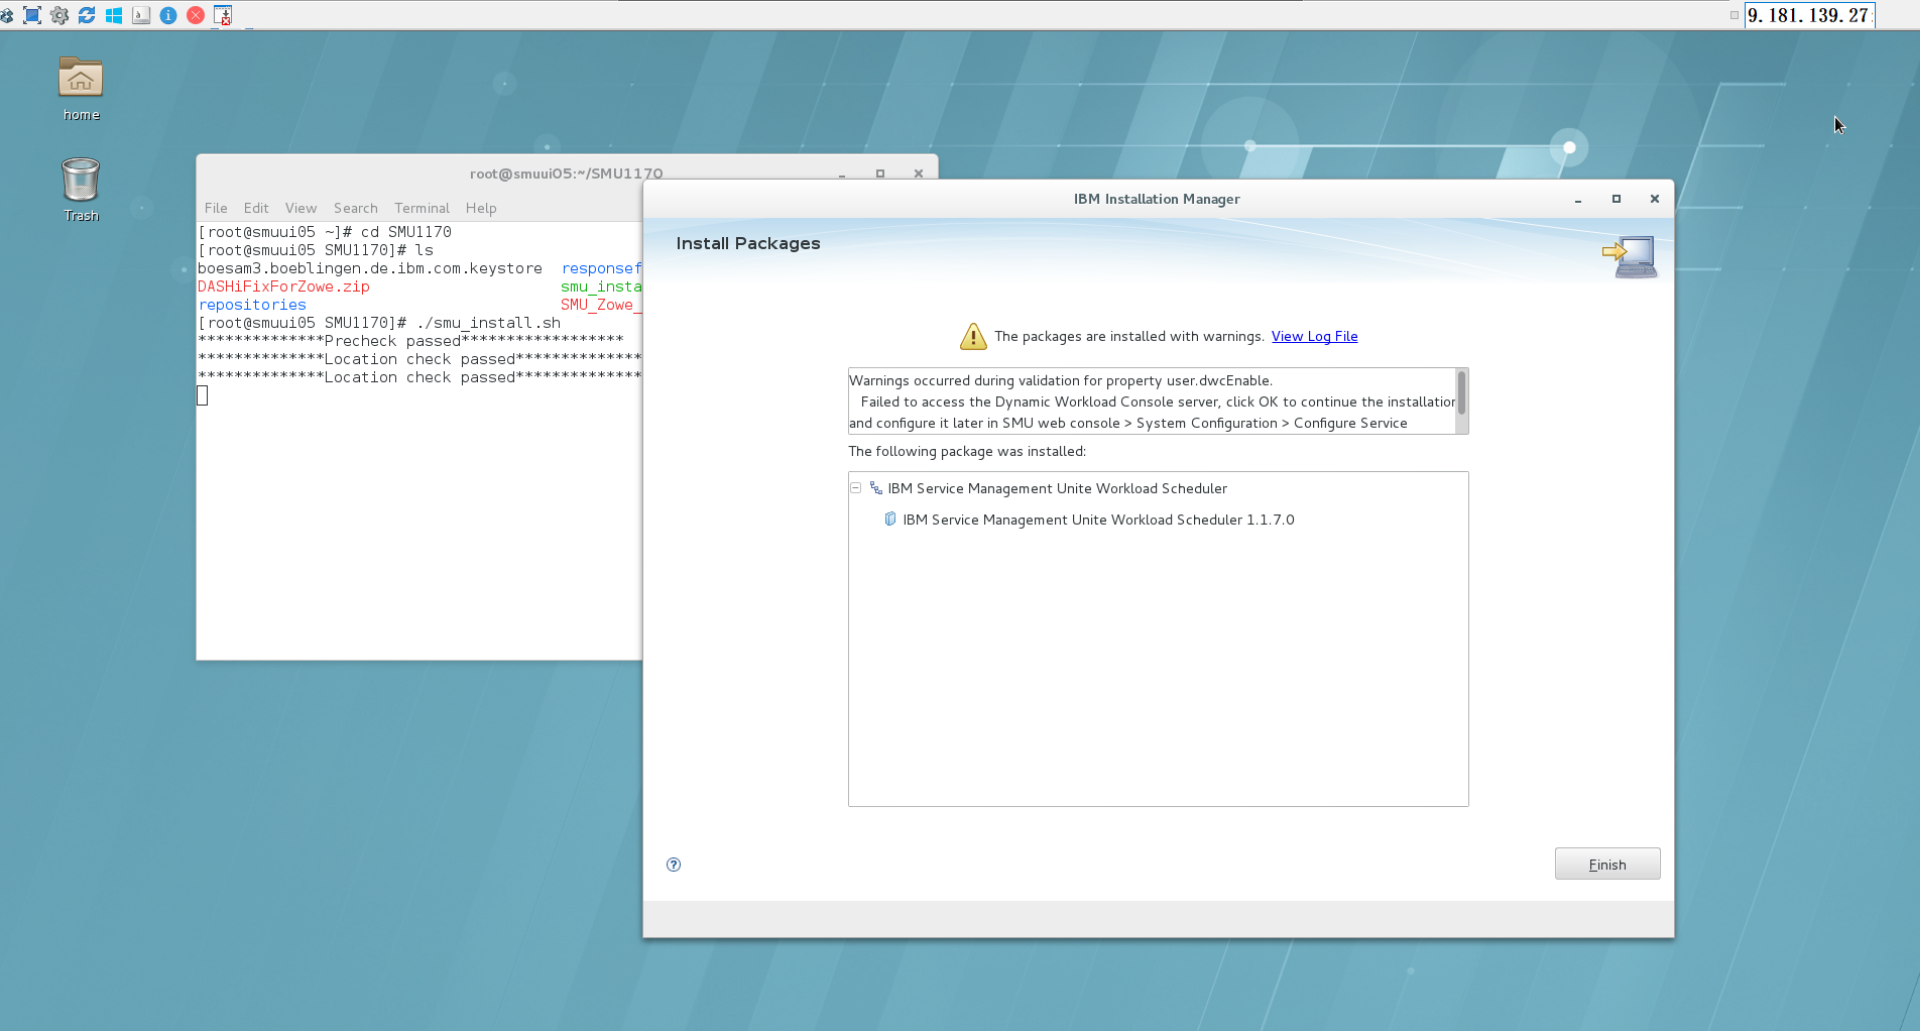 9.181.139.27:
home
Trash
root@smuui05:~/SMU1170
File Edit View Search Terminal Help
[root@smuui05 ~]# cd SMU1170
[root@smuui05 SMU1170]# ls
boesam3.boeblingen.de.ibm.com.keystore responsef
DASHiFixForZowe.zip smu_insta
repositories SMU_Zowe_
[root@smuui05 SMU1170]# ./smu_install.sh
**************Precheck passed******************
**************Location check passed**************
**************Location check passed**************
IBM Installation Manager
Install Packages
The packages are installed with warnings. View Log File
Warnings occurred during validation for property user.dwcEnable.
Failed to access the Dynamic Workload Console server, click OK to continue the installation
and configure it later in SMU web console > System Configuration > Configure Service
The following package was installed:
IBM Service Management Unite Workload Scheduler
IBM Service Management Unite Workload Scheduler 1.1.7.0
Finish